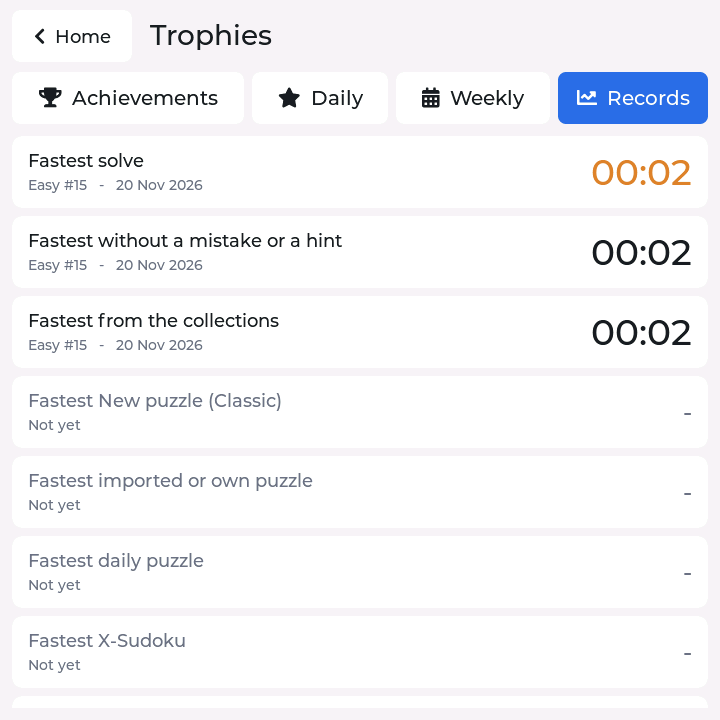 Home
Trophies
Achievements
Daily
Weekly
Records
Fastest solve
Easy #15 - 20 Nov 2026
00:02
Fastest without a mistake or a hint
Easy #15 - 20 Nov 2026
00:02
Fastest from the collections
Easy #15 - 20 Nov 2026
00:02
Fastest New puzzle (Classic)
Not yet
-
Fastest imported or own puzzle
Not yet
-
Fastest daily puzzle
Not yet
-
Fastest X-Sudoku
Not yet
-